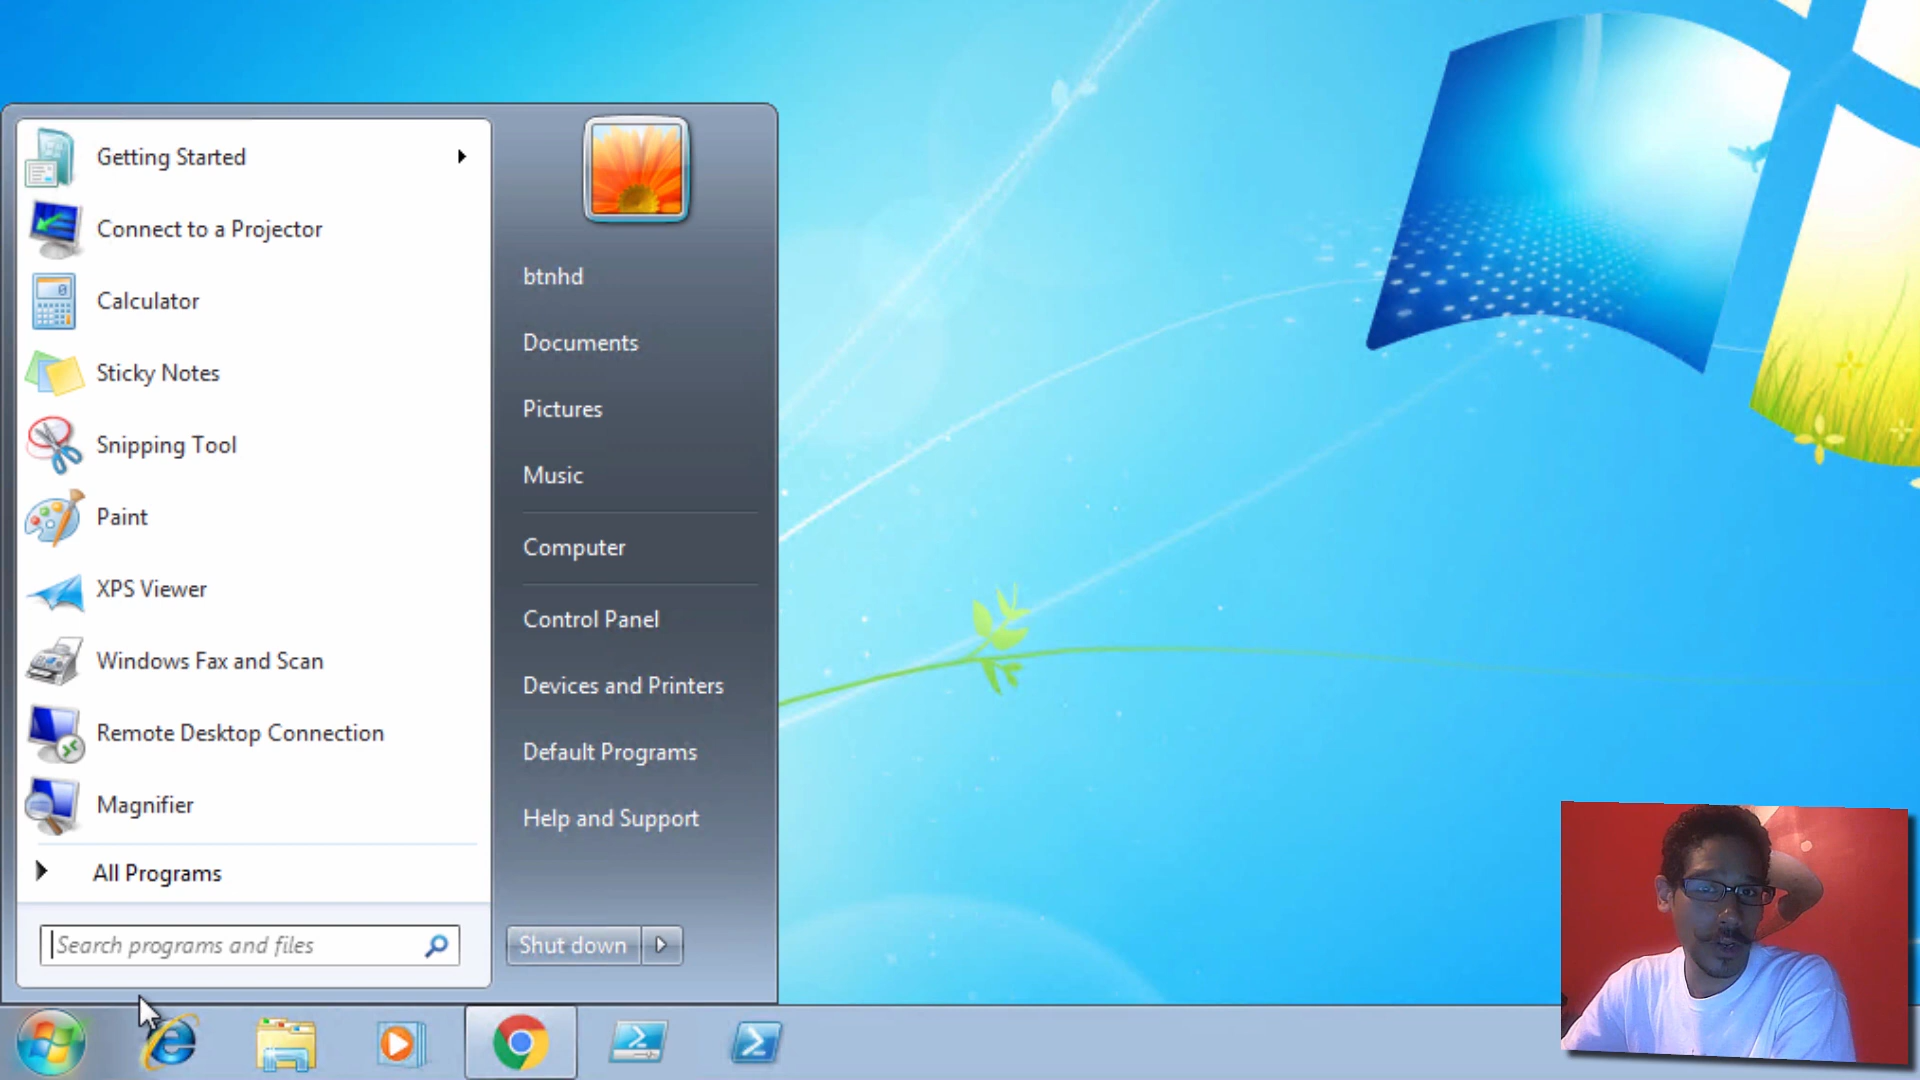 Getting Started
Connect to a Projector
Calculator
Sticky Notes
Snipping Tool
Paint
XPS Viewer
Windows Fax and Scan
Remote Desktop Connection
Magnifier
All Programs
Search programs and files
btnhd
Documents
Pictures
Music
Computer
Control Panel
Devices and Printers
Default Programs
Help and Support
Shut down